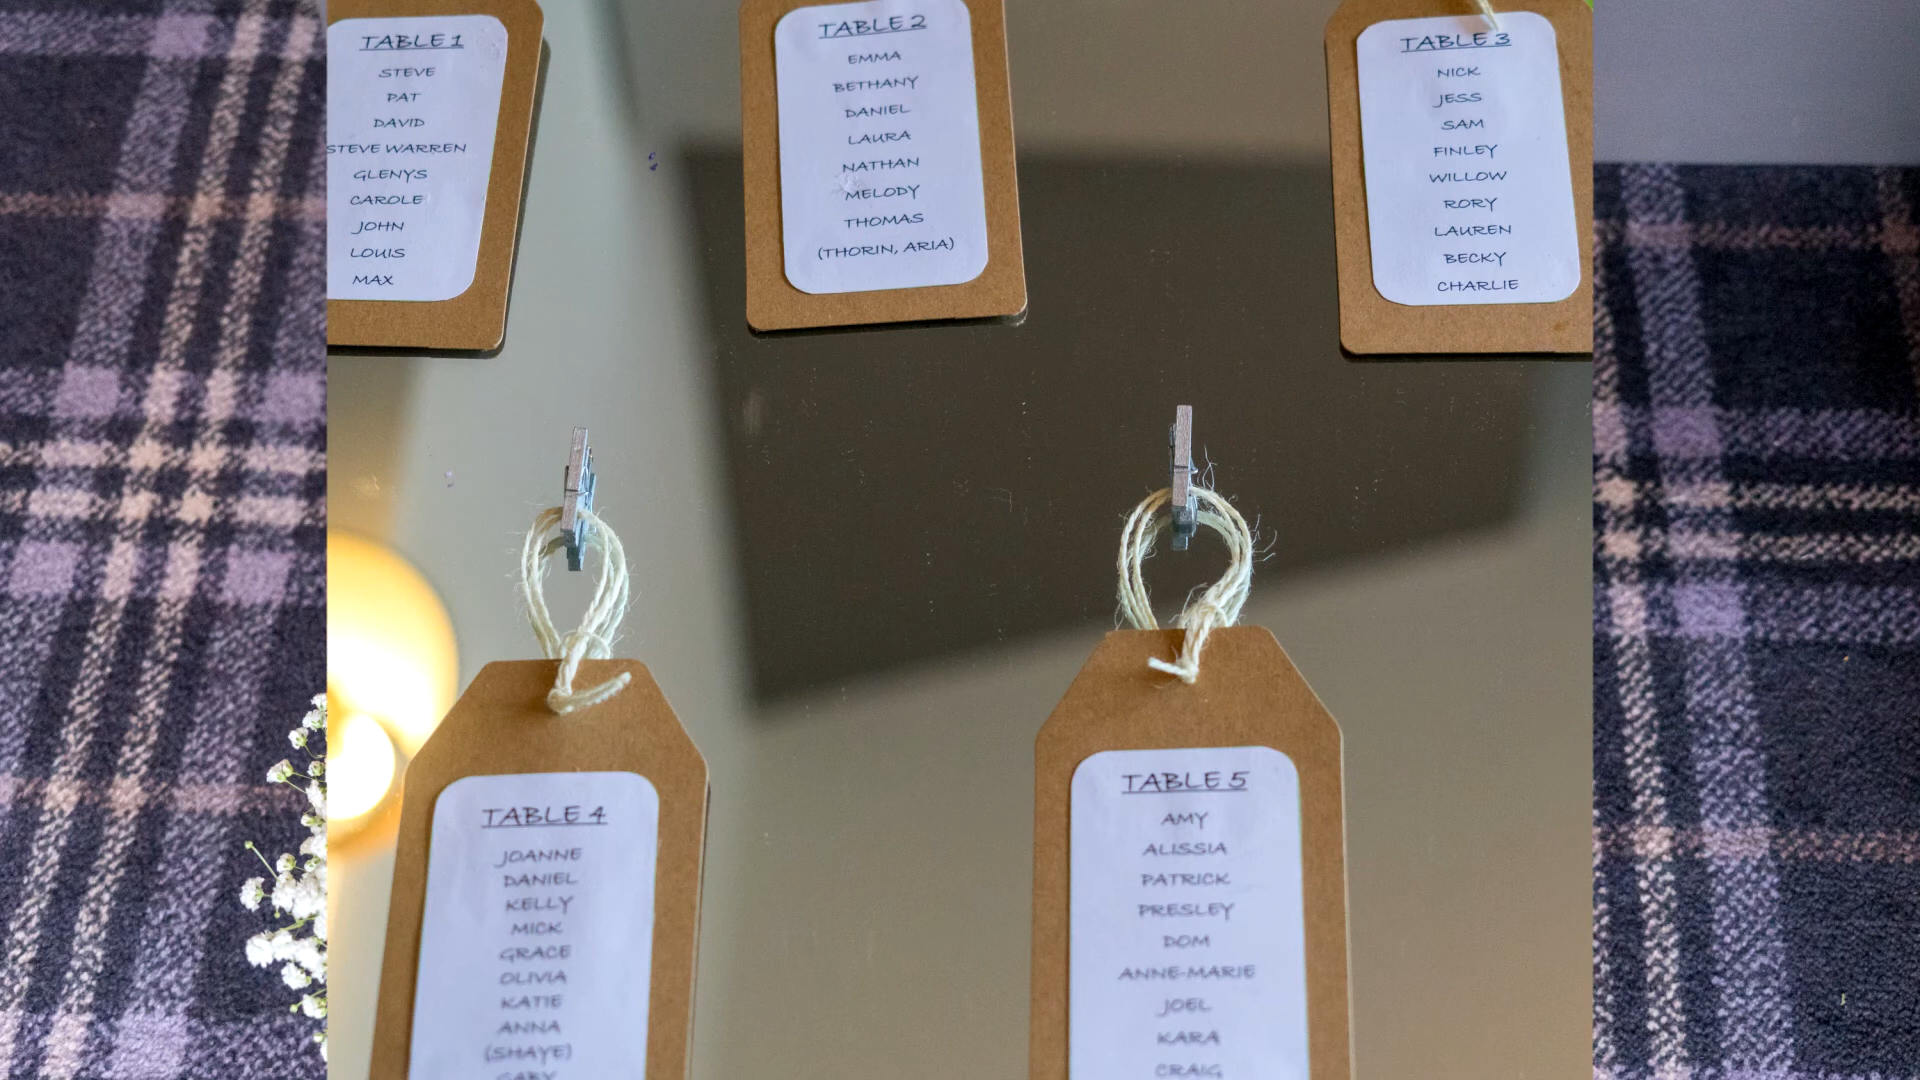 TABLE 1
STEVE
PAT
DAVID
STEVE WARREN
GLENYS
CAROLE
JOHN
LOUIS
MAX
TABLE 2
EMMA
BETHANY
DANIEL
LAURA
NATHAN
MELODY
THOMAS
(THORIN, ARIA)
TABLE 3
NICK
JESS
SAM
FINLEY
WILLOW
RORY
LAUREN
BECKY
CHARLIE
TABLE 4
JOANNE
DANIEL
KELLY
MICK
GRACE
OLIVIA
KATIE
ANNA
(SHAYE)
GABY
TABLE 5
AMY
ALISSIA
PATRICK
PRESLEY
DOM
ANNE-MARIE
JOEL
KARA
CRAIG